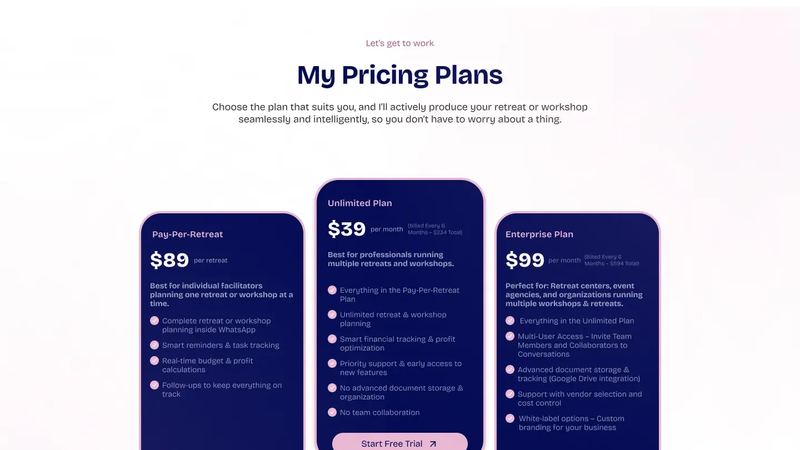 Let's get to work
My Pricing Plans
Choose the plan that suits you, and I'll actively produce your retreat or workshop
seamlessly and intelligently, so you don't have to worry about a thing.
Pay-Per-Retreat
$89 per retreat
Best for individual facilitators
planning one retreat or workshop at a
time.
Complete retreat or workshop
planning inside WhatsApp
Smart reminders & task tracking
Real-time budget & profit
calculations
Follow-ups to keep everything on
track
Unlimited Plan
$39 per month (Billed Every 6
Months – $234 Total)
Best for professionals running
multiple retreats and workshops.
Everything in the Pay-Per-Retreat
Plan
Unlimited retreat & workshop
planning
Smart financial tracking & profit
optimization
Priority support & early access to
new features
No advanced document storage &
organization
No team collaboration
Start Free Trial
Enterprise Plan
$99 per month (Billed Every 6
Months – $594 Total)
Perfect for: Retreat centers, event
agencies, and organizations running
multiple workshops & retreats.
Everything in the Unlimited Plan
Multi-User Access – Invite Team
Members and Collaborators to
Conversations
Advanced document storage &
tracking (Google Drive integration)
Support with vendor selection and
cost control
White-label options – Custom
branding for your business